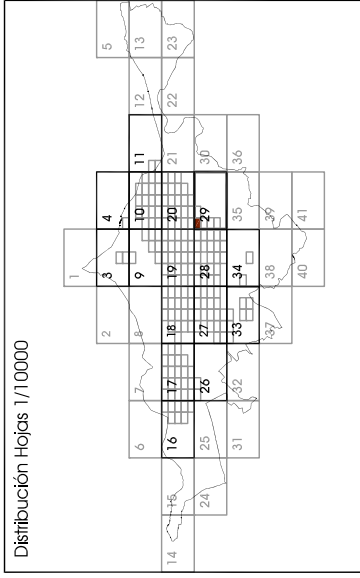 Distribución Hojas 1/10000
1
2 3 4 5
6 7 8 9 10 11 12 13
14 15 16 17 18 19 20 21 22 23
24 25 26 27 28 29 30
31 32 33 34 35 36
37 38 39
40 41